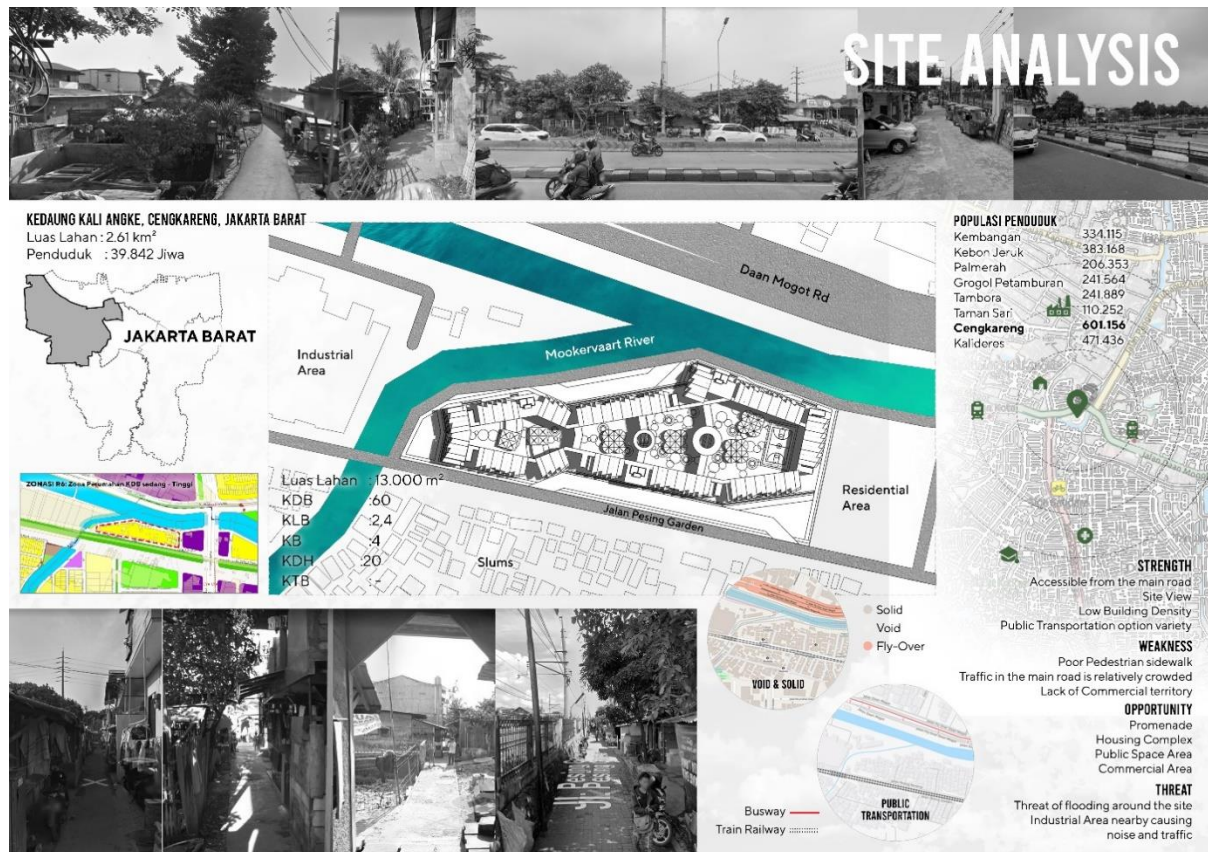 SITE ANALYSIS
KEDAUNG KALI ANGKE, CENGKARENG, JAKARTA BARAT
Luas Lahan : 2.61 km²
Penduduk : 39.842 Jiwa
JAKARTA BARAT
ZONASI R6: Zona Perumahan KDB sedang - Tinggi
Industrial
Area
Mookervaart River
Daan Mogot Rd
Residential
Area
Jalan Pesing Garden
Slums
Luas Lahan : 13.000 m²
KDB :60
KLB :2,4
KB :4
KDH :20
KTB : -
POPULASI PENDUDUK
Kembangan 334.115
Kebon Jeruk 383.168
Palmerah 206.353
Grogol Petamburan 241.564
Tambora 241.889
Taman Sari 110.252
Cengkareng 601.156
Kalideres 471.436
STRENGTH
Accessible from the main road
Site View
Low Building Density
Public Transportation option variety
WEAKNESS
Poor Pedestrian sidewalk
Traffic in the main road is relatively crowded
Lack of Commercial territory
OPPORTUNITY
Promenade
Housing Complex
Public Space Area
Commercial Area
THREAT
Threat of flooding around the site
Industrial Area nearby causing
noise and traffic
Solid
Void
Fly-Over
VOID & SOLID
Busway
Train Railway
PUBLIC
TRANSPORTATION